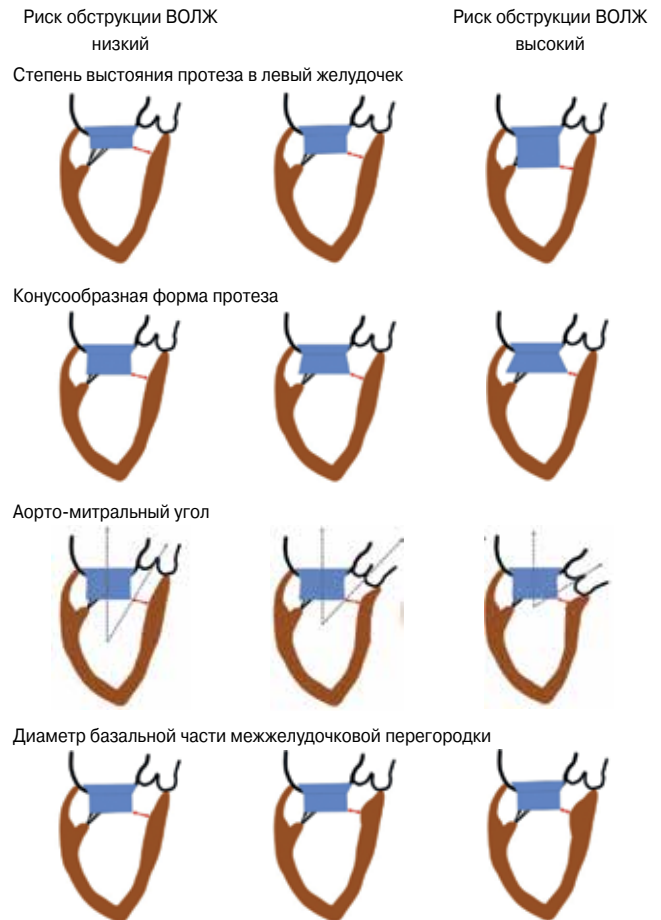 Риск обструкции ВОЛЖ
низкий
Риск обструкции ВОЛЖ
высокий
Степень выстояния протеза в левый желудочек
Конусообразная форма протеза
Аорто-митральный угол
Диаметр базальной части межжелудочковой перегородки